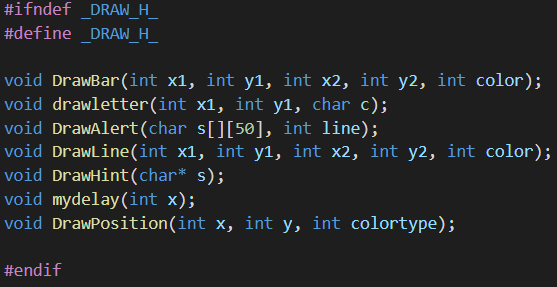 #ifndef _DRAW_H_
#define _DRAW_H_
void DrawBar(int x1, int y1, int x2, int y2, int color);
void drawletter(int x1, int y1, char c);
void DrawAlert(char s[][50], int line);
void DrawLine(int x1, int y1, int x2, int y2, int color);
void DrawHint(char* s);
void mydelay(int x);
void DrawPosition(int x, int y, int colortype);
#endif